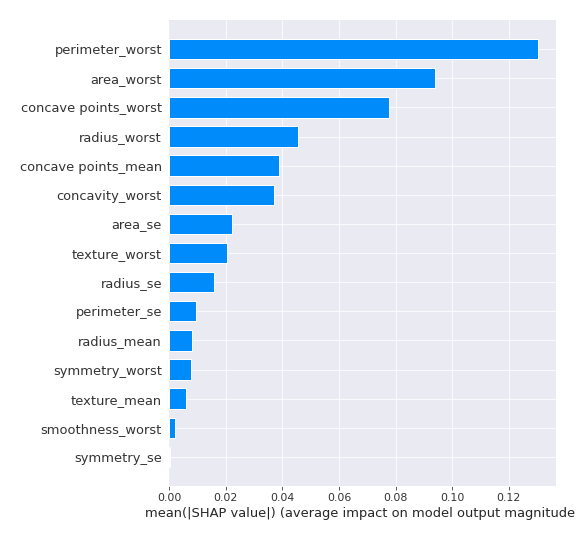 perimeter_worst
area_worst
concave points_worst
radius_worst
concave points_mean
concavity_worst
area_se
texture_worst
radius_se
perimeter_se
radius_mean
symmetry_worst
texture_mean
smoothness_worst
symmetry_se
0.00 0.02 0.04 0.06 0.08 0.10 0.12
mean(|SHAP value|) (average impact on model output magnitude